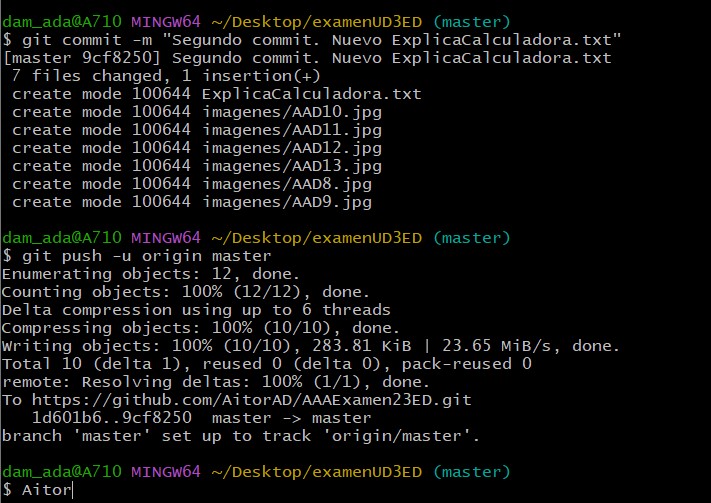 dam_ada@A710 MINGW64 ~/Desktop/examenUD3ED (master)
$ git commit -m "Segundo commit. Nuevo ExplicaCalculadora.txt"
[master 9cf8250] Segundo commit. Nuevo ExplicaCalculadora.txt
 7 files changed, 1 insertion(+)
 create mode 100644 ExplicaCalculadora.txt
 create mode 100644 imagenes/AAD10.jpg
 create mode 100644 imagenes/AAD11.jpg
 create mode 100644 imagenes/AAD12.jpg
 create mode 100644 imagenes/AAD13.jpg
 create mode 100644 imagenes/AAD8.jpg
 create mode 100644 imagenes/AAD9.jpg
dam_ada@A710 MINGW64 ~/Desktop/examenUD3ED (master)
$ git push -u origin master
Enumerating objects: 12, done.
Counting objects: 100% (12/12), done.
Delta compression using up to 6 threads
Compressing objects: 100% (10/10), done.
Writing objects: 100% (10/10), 283.81 KiB | 23.65 MiB/s, done.
Total 10 (delta 1), reused 0 (delta 0), pack-reused 0
remote: Resolving deltas: 100% (1/1), done.
To https://github.com/AitorAD/AAAExamen23ED.git
   1d601b6..9cf8250  master -> master
branch 'master' set up to track 'origin/master'.
dam_ada@A710 MINGW64 ~/Desktop/examenUD3ED (master)
$ Aitor